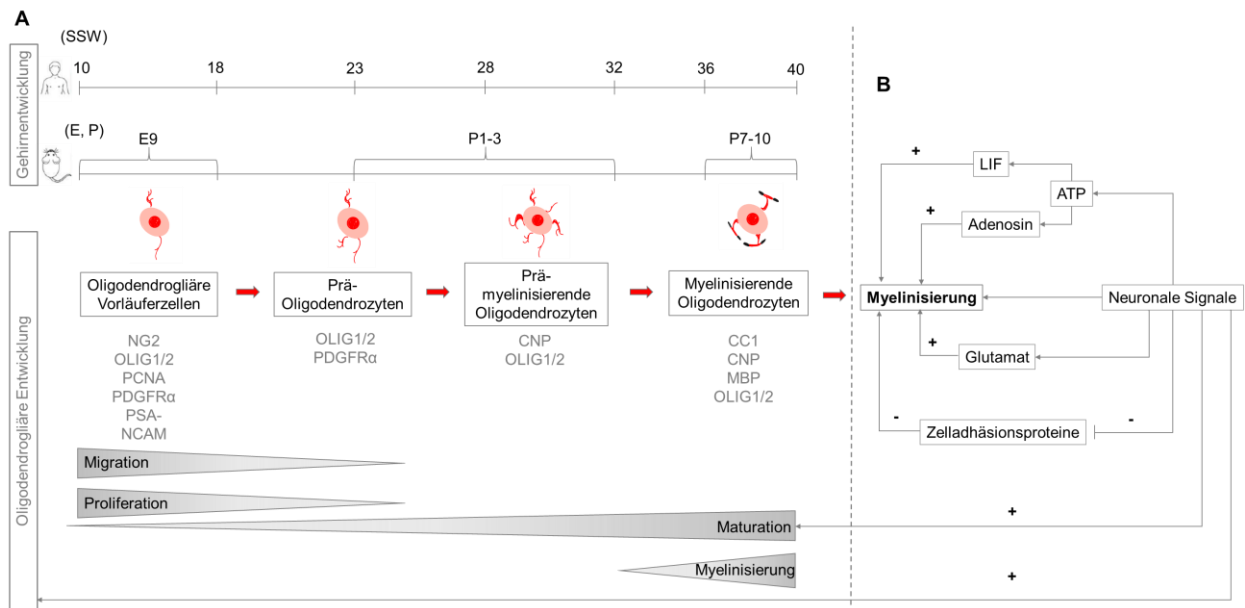 A
(SSW)
10 18 23 28 32 36 40
Gehirnentwicklung
(E, P)
E9 P1-3 P7-10
Oligodendrogliäre Entwicklung
Oligodendrogliäre
Vorläuferzellen
Prä-
Oligodendrozyten
Prä-
myelinisierende
Oligodendrozyten
Myelinisierende
Oligodendrozyten
NG2
OLIG1/2
PCNA
PDGFRα
PSA-
NCAM
OLIG1/2
PDGFRα
CNP
OLIG1/2
CC1
CNP
MBP
OLIG1/2
Migration
Proliferation
Maturation
Myelinisierung
B
+
LIF
ATP
+
Adenosin
Myelinisierung
Neuronale Signale
+
Glutamat
-
Zelladhäsionsproteine
-
+
+